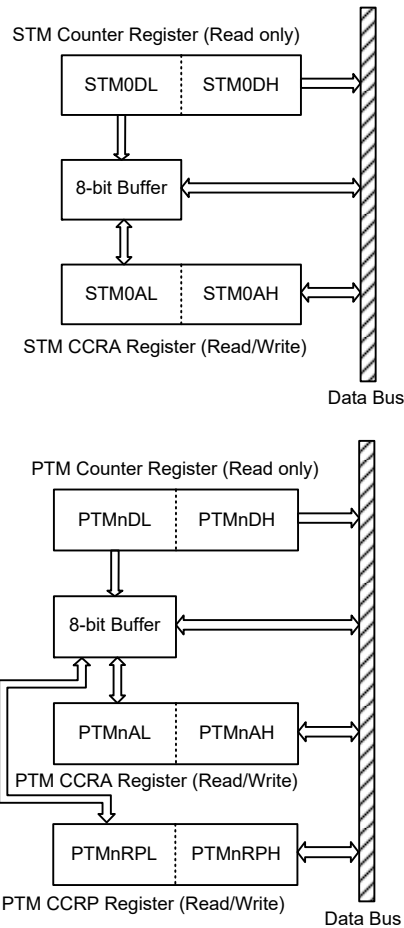 STM Counter Register (Read only)
STM0DL STM0DH
8-bit Buffer
STM0AL STM0AH
STM CCRA Register (Read/Write)
Data Bus
PTM Counter Register (Read only)
PTMnDL PTMnDH
8-bit Buffer
PTMnAL PTMnAH
PTM CCRA Register (Read/Write)
PTMnRPL PTMnRPH
PTM CCRP Register (Read/Write)
Data Bus